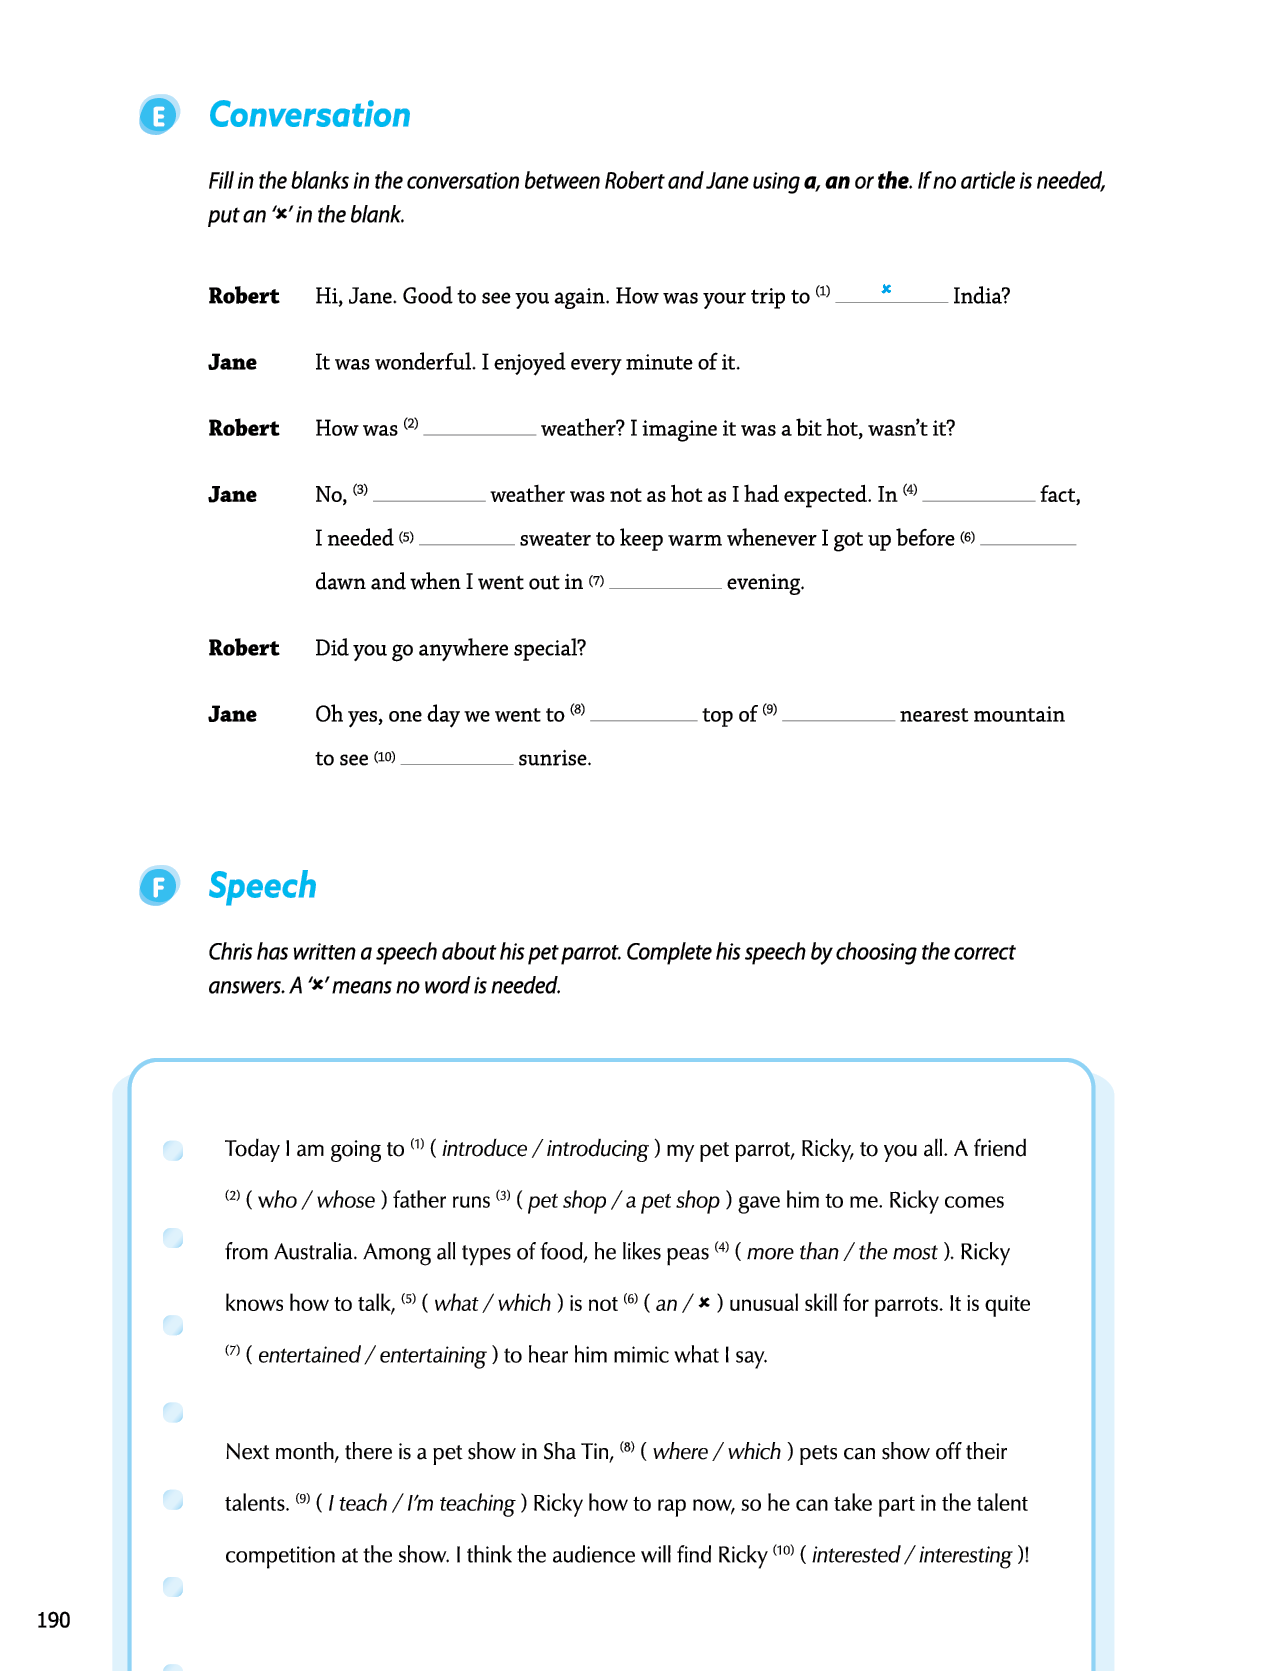 E Conversation
Fill in the blanks in the conversation between Robert and Jane using a, an or the. If no article is needed,
put an ‘✘’ in the blank.
Robert Hi, Jane. Good to see you again. How was your trip to (1) ____✘____ India?
Jane It was wonderful. I enjoyed every minute of it.
Robert How was (2) __________ weather? I imagine it was a bit hot, wasn’t it?
Jane No, (3) __________ weather was not as hot as I had expected. In (4) __________ fact,
I needed (5) __________ sweater to keep warm whenever I got up before (6) __________
dawn and when I went out in (7) __________ evening.
Robert Did you go anywhere special?
Jane Oh yes, one day we went to (8) __________ top of (9) __________ nearest mountain
to see (10) __________ sunrise.
F Speech
Chris has written a speech about his pet parrot. Complete his speech by choosing the correct
answers. A ‘✘’ means no word is needed.
Today I am going to (1) ( introduce / introducing ) my pet parrot, Ricky, to you all. A friend
(2) ( who / whose ) father runs (3) ( pet shop / a pet shop ) gave him to me. Ricky comes
from Australia. Among all types of food, he likes peas (4) ( more than / the most ). Ricky
knows how to talk, (5) ( what / which ) is not (6) ( an / ✘ ) unusual skill for parrots. It is quite
(7) ( entertained / entertaining ) to hear him mimic what I say.
Next month, there is a pet show in Sha Tin, (8) ( where / which ) pets can show off their
talents. (9) ( I teach / I’m teaching ) Ricky how to rap now, so he can take part in the talent
competition at the show. I think the audience will find Ricky (10) ( interested / interesting )!
190